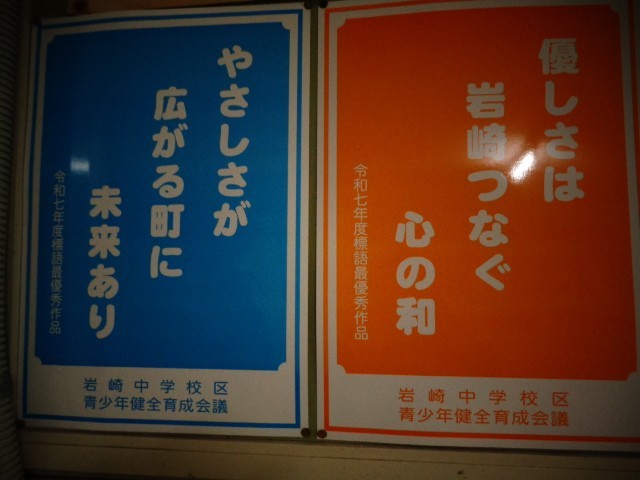 やさしさが
広がる町に
未来あり
令和七年度標語最優秀作品
岩崎中学校区
青少年健全育成会議
優しさは
岩崎つなぐ
心の和
令和七年度標語最優秀作品
岩崎中学校区
青少年健全育成会議